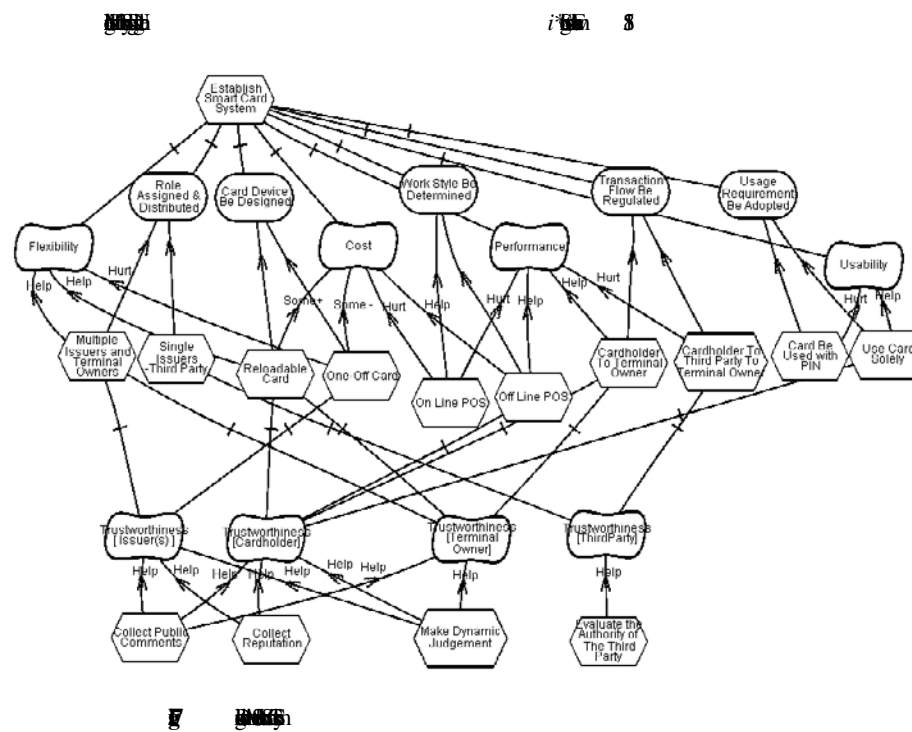 Establish
Smart Card
System
Role
Assigned &
Distributed
Card Device
Be Designed
Work Style Be
Determined
Transaction
Flow Be
Regulated
Usage
Requirement
Be Adopted
Flexibility
Cost
Performance
Usability
Help
Help
Hurt
Some+
Some -
Hurt
Help
Hurt
Help
Help
Hurt
Hurt
Help
Multiple
Issuers and
Terminal
Owners
Single
Issuers
-Third Party
Reloadable
Card
One-Off Card
On Line POS
Off Line POS
Cardholder
To Terminal
Owner
Cardholder To
Third Party To
Terminal Owner
Card Be
Used with
PIN
Use Card
Solely
Trustworthiness
[Issuer(s) ]
Trustworthiness
[Cardholder]
Trustworthiness
[Terminal
Owner]
Trustworthiness
[ThirdParty]
Help
Help
Help
Help
Help
Help
Help
Help
Help
Collect Public
Comments
Collect
Reputation
Make Dynamic
Judgement
Evaluate the
Authority of
The Third
Party